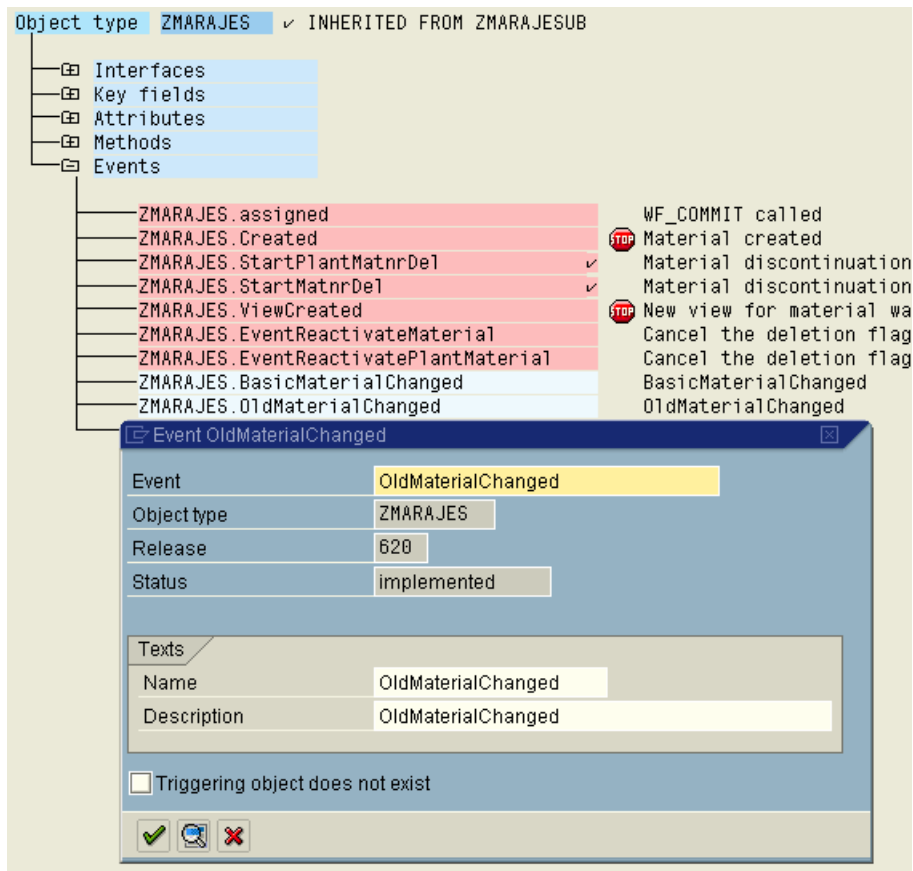 Object type ZMARAJES INHERITED FROM ZMARAJESUB
Interfaces
Key fields
Attributes
Methods
Events
ZMARAJES.assigned WF_COMMIT called
ZMARAJES.Created STOP Material created
ZMARAJES.StartPlantMatnrDel Material discontinuation
ZMARAJES.StartMatnrDel Material discontinuation
ZMARAJES.ViewCreated STOP New view for material wa
ZMARAJES.EventReactivateMaterial Cancel the deletion flag
ZMARAJES.EventReactivatePlantMaterial Cancel the deletion flag
ZMARAJES.BasicMaterialChanged BasicMaterialChanged
ZMARAJES.OldMaterialChanged OldMaterialChanged
Event OldMaterialChanged
Event OldMaterialChanged
Object type ZMARAJES
Release 620
Status implemented
Texts
Name OldMaterialChanged
Description OldMaterialChanged
Triggering object does not exist